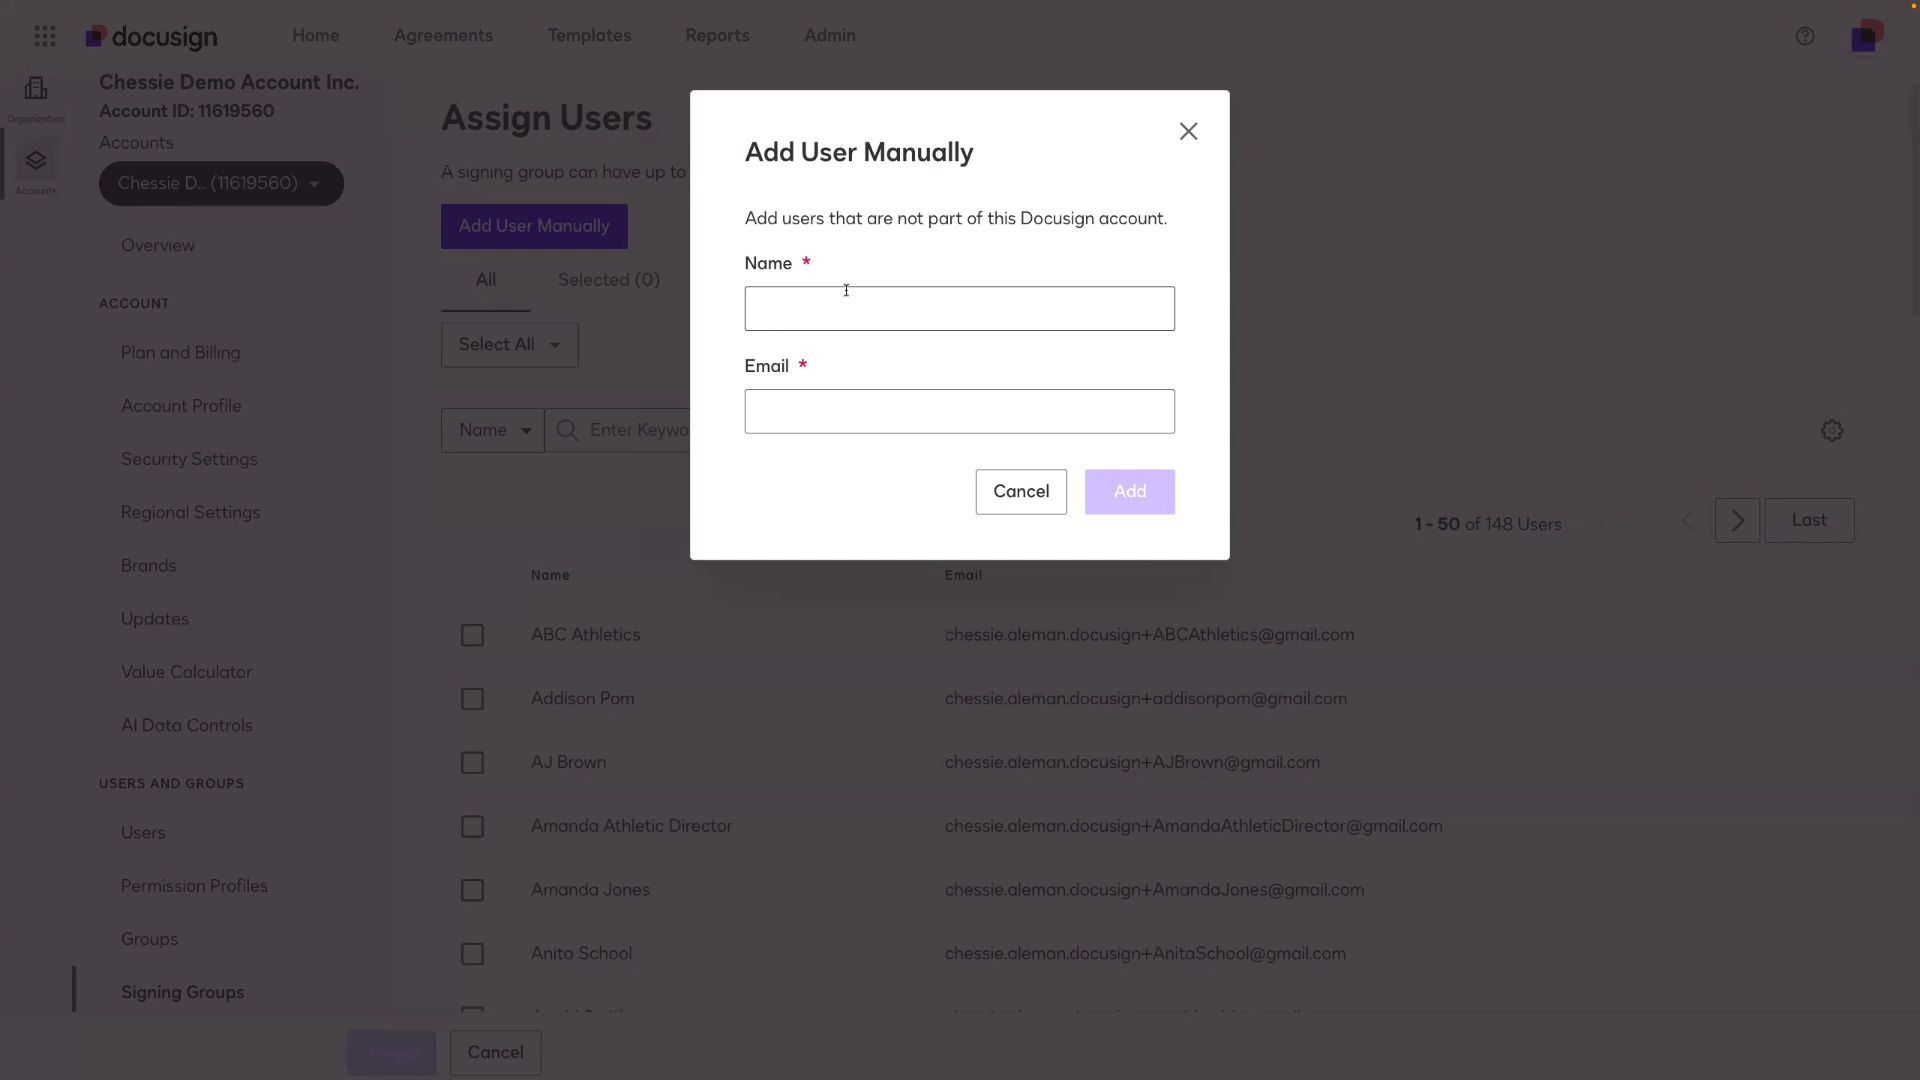 docusign
Home
Agreements
Templates
Reports
Admin
Organization
Accounts
Chessie Demo Account Inc.
Account ID: 11619560
Accounts
Chessie D... (11619560)
Overview
ACCOUNT
Plan and Billing
Account Profile
Security Settings
Regional Settings
Brands
Updates
Value Calculator
AI Data Controls
USERS AND GROUPS
Users
Permission Profiles
Groups
Signing Groups
Assign Users
A signing group can have up to
Add User Manually
All
Selected (0)
Select All
Name
Enter Keywo
Add User Manually
Add users that are not part of this Docusign account.
Name *
Email *
Cancel
Add
1 - 50 of 148 Users
Last
Name
Email
ABC Athletics
chessie.aleman.docusign+ABCAthletics@gmail.com
Addison Pom
chessie.aleman.docusign+addisonpom@gmail.com
AJ Brown
chessie.aleman.docusign+AJBrown@gmail.com
Amanda Athletic Director
chessie.aleman.docusign+AmandaAthleticDirector@gmail.com
Amanda Jones
chessie.aleman.docusign+AmandaJones@gmail.com
Anita School
chessie.aleman.docusign+AnitaSchool@gmail.com
Cancel